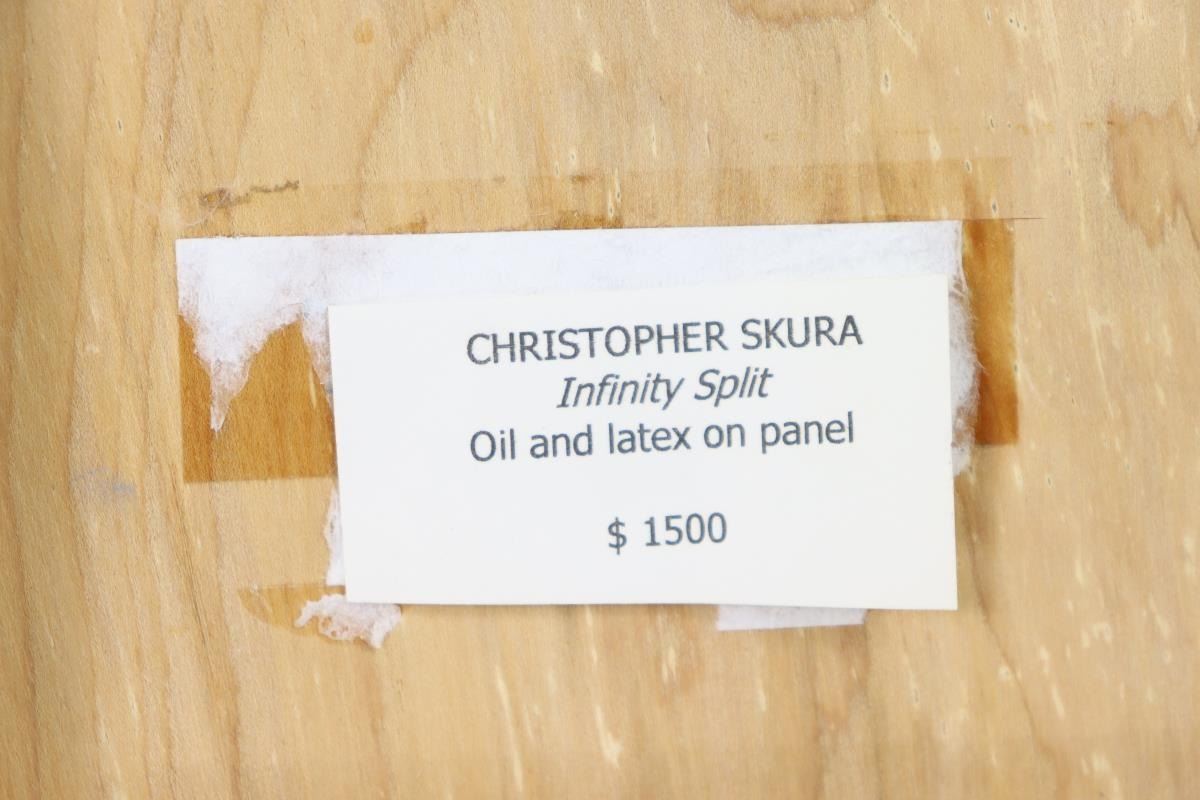 CHRISTOPHER SKURA
Infinity Split
Oil and latex on panel
$ 1500